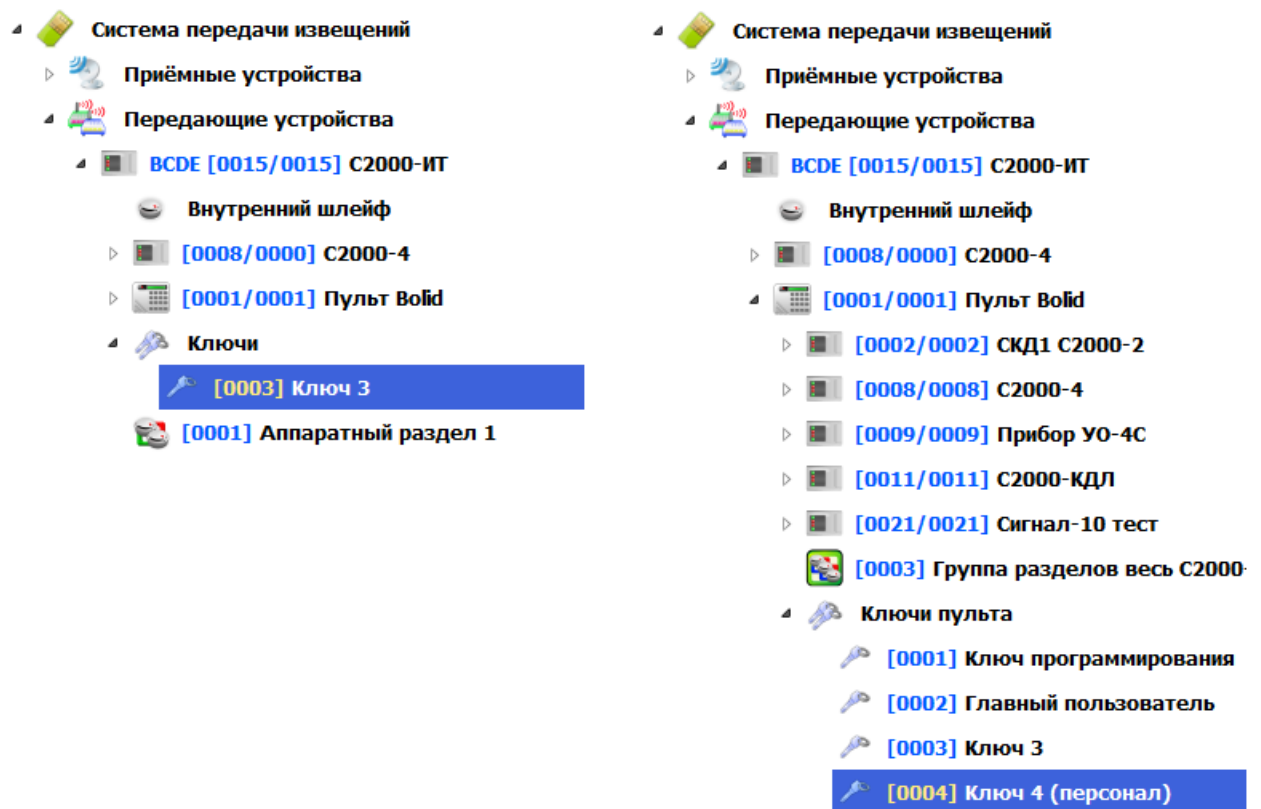 Система передачи извещений
Приёмные устройства
Передающие устройства
BCDE [0015/0015] С2000-ИТ
Внутренний шлейф
[0008/0000] С2000-4
[0001/0001] Пульт Bolid
Ключи
[0003] Ключ 3
[0001] Аппаратный раздел 1
Система передачи извещений
Приёмные устройства
Передающие устройства
BCDE [0015/0015] С2000-ИТ
Внутренний шлейф
[0008/0000] С2000-4
[0001/0001] Пульт Bolid
[0002/0002] СКД1 С2000-2
[0008/0008] С2000-4
[0009/0009] Прибор УО-4С
[0011/0011] С2000-КДЛ
[0021/0021] Сигнал-10 тест
[0003] Группа разделов весь С2000-
Ключи пульта
[0001] Ключ программирования
[0002] Главный пользователь
[0003] Ключ 3
[0004] Ключ 4 (персонал)